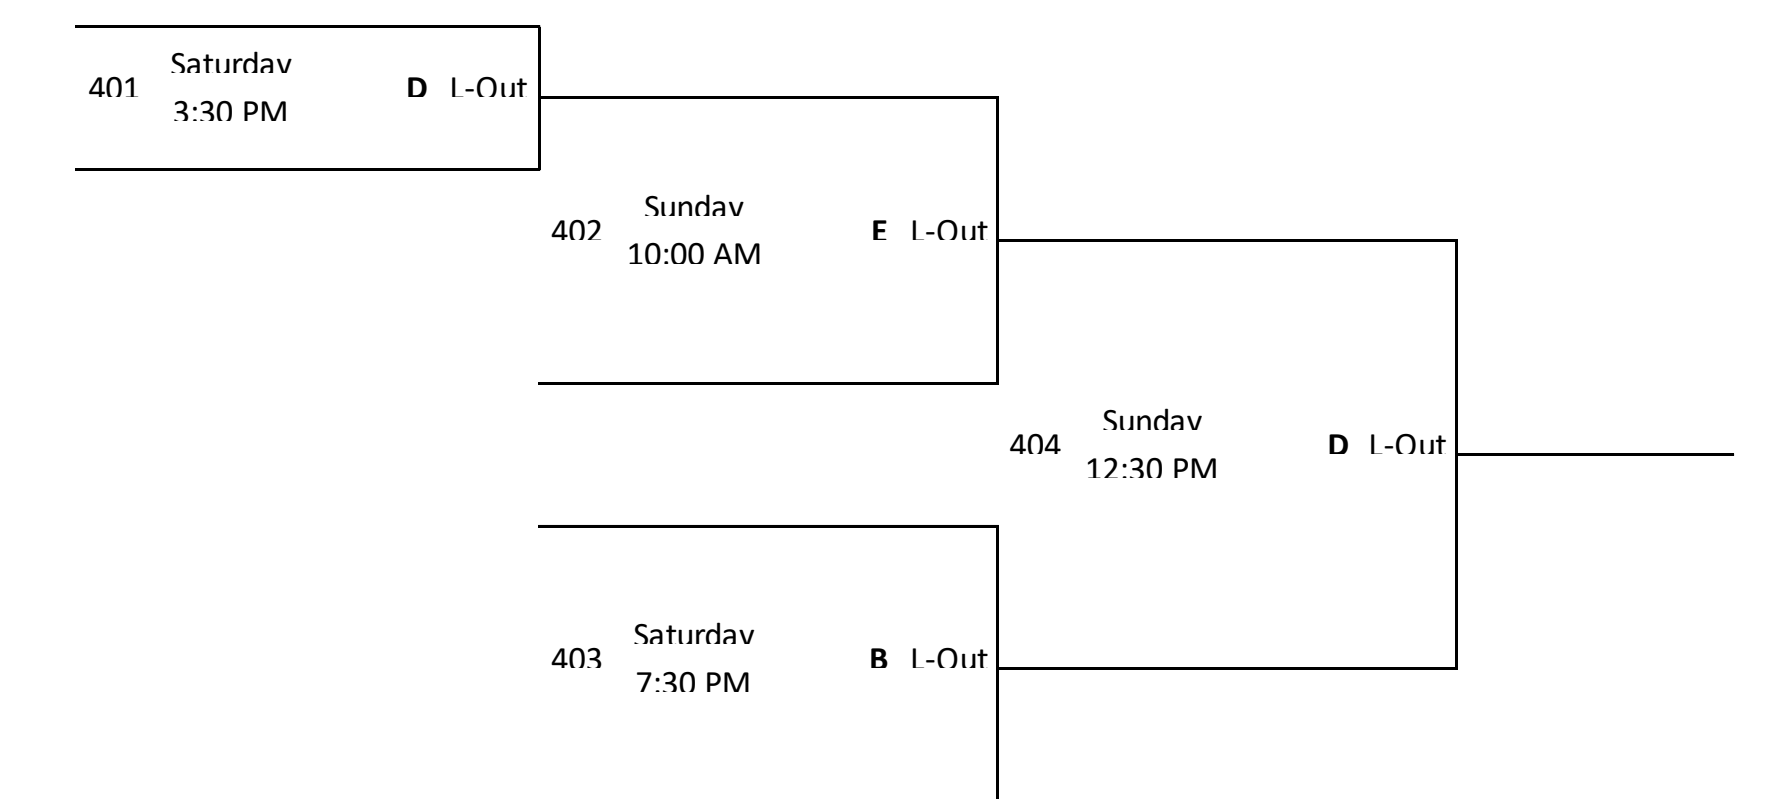 Saturday
401 D L-Out
3:30 PM
Sunday
402 E L-Out
10:00 AM
Sunday
404 D L-Out
12:30 PM
Saturday
403 B L-Out
7:30 PM